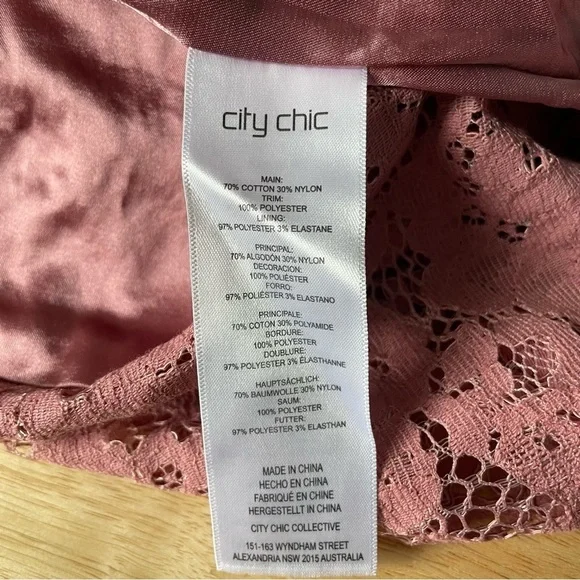 city chic
MAIN:
70% COTTON 30% NYLON
TRIM:
100% POLYESTER
LINING:
97% POLYESTER 3% ELASTANE
PRINCIPAL:
70% ALGODÓN 30% NYLON
DECORACION:
100% POLIÉSTER
FORRO:
97% POLIÉSTER 3% ELASTANO
PRINCIPALE:
70% COTON 30% POLYAMIDE
BORDURE:
100% POLYESTER
DOUBLURE:
97% POLYESTER 3% ÉLASTHANNE
HAUPTSÄCHLICH:
70% BAUMWOLLE 30% NYLON
SAUM:
100% POLYESTER
FUTTER:
97% POLYESTER 3% ELASTHAN
MADE IN CHINA
HECHO EN CHINA
FABRIQUÉ EN CHINE
HERGESTELLT IN CHINA
CITY CHIC COLLECTIVE
151-163 WYNDHAM STREET
ALEXANDRIA NSW 2015 AUSTRALIA